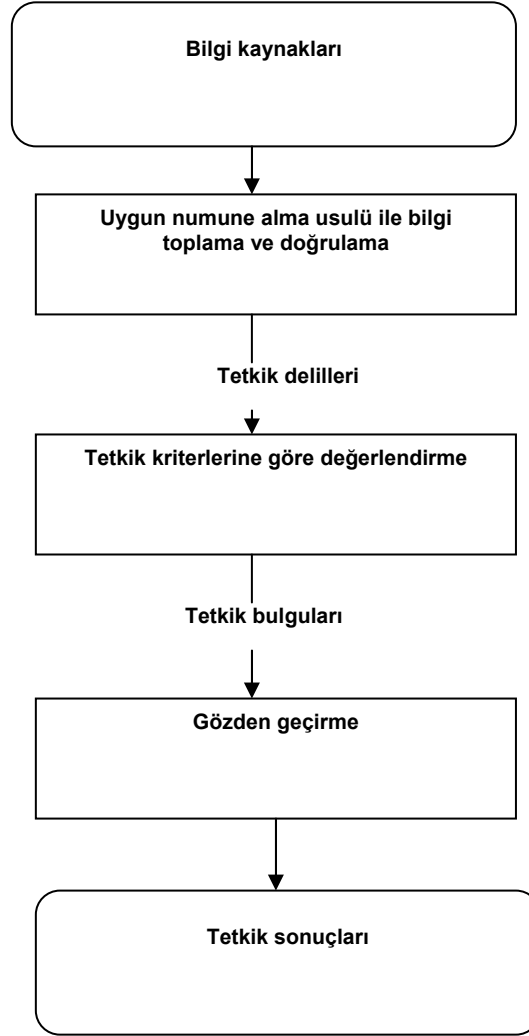 Bilgi kaynakları
Uygun numune alma usulü ile bilgi
toplama ve doğrulama
Tetkik delilleri
Tetkik kriterlerine göre değerlendirme
Tetkik bulguları
Gözden geçirme
Tetkik sonuçları